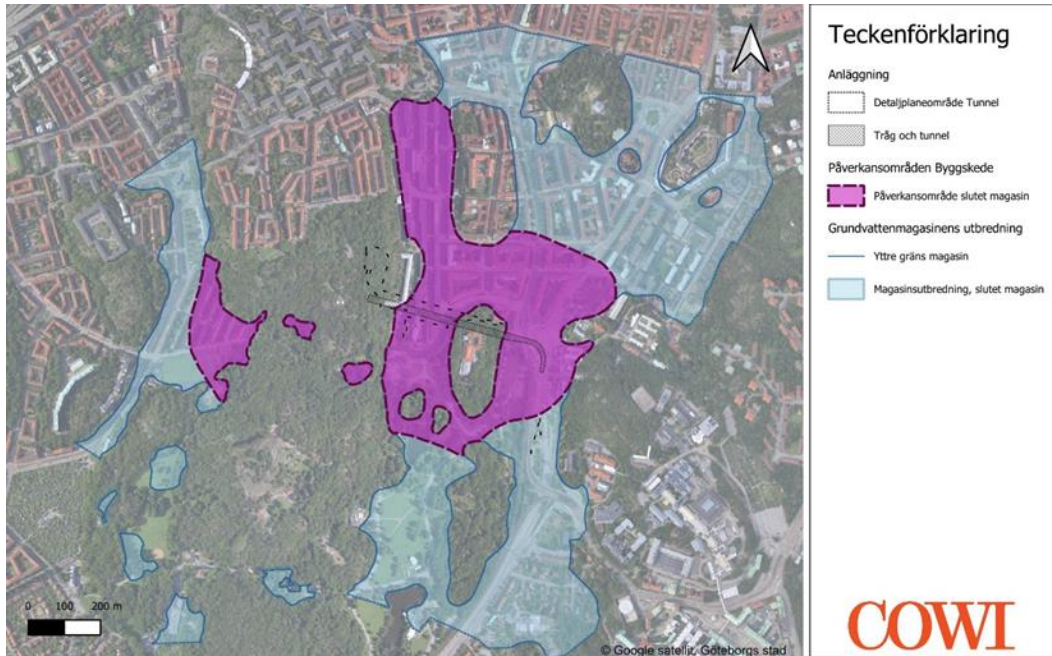 Teckenförklaring
Anläggning
Detaljplaneområde Tunnel
Tråg och tunnel
Påverkansområden Byggskede
Påverkansområde slutet magasin
Grundvattenmagasinens utbredning
Yttre gräns magasin
Magasinsutbredning, slutet magasin
0 100 200 m
© Google satellit, Göteborgs stad
COWI